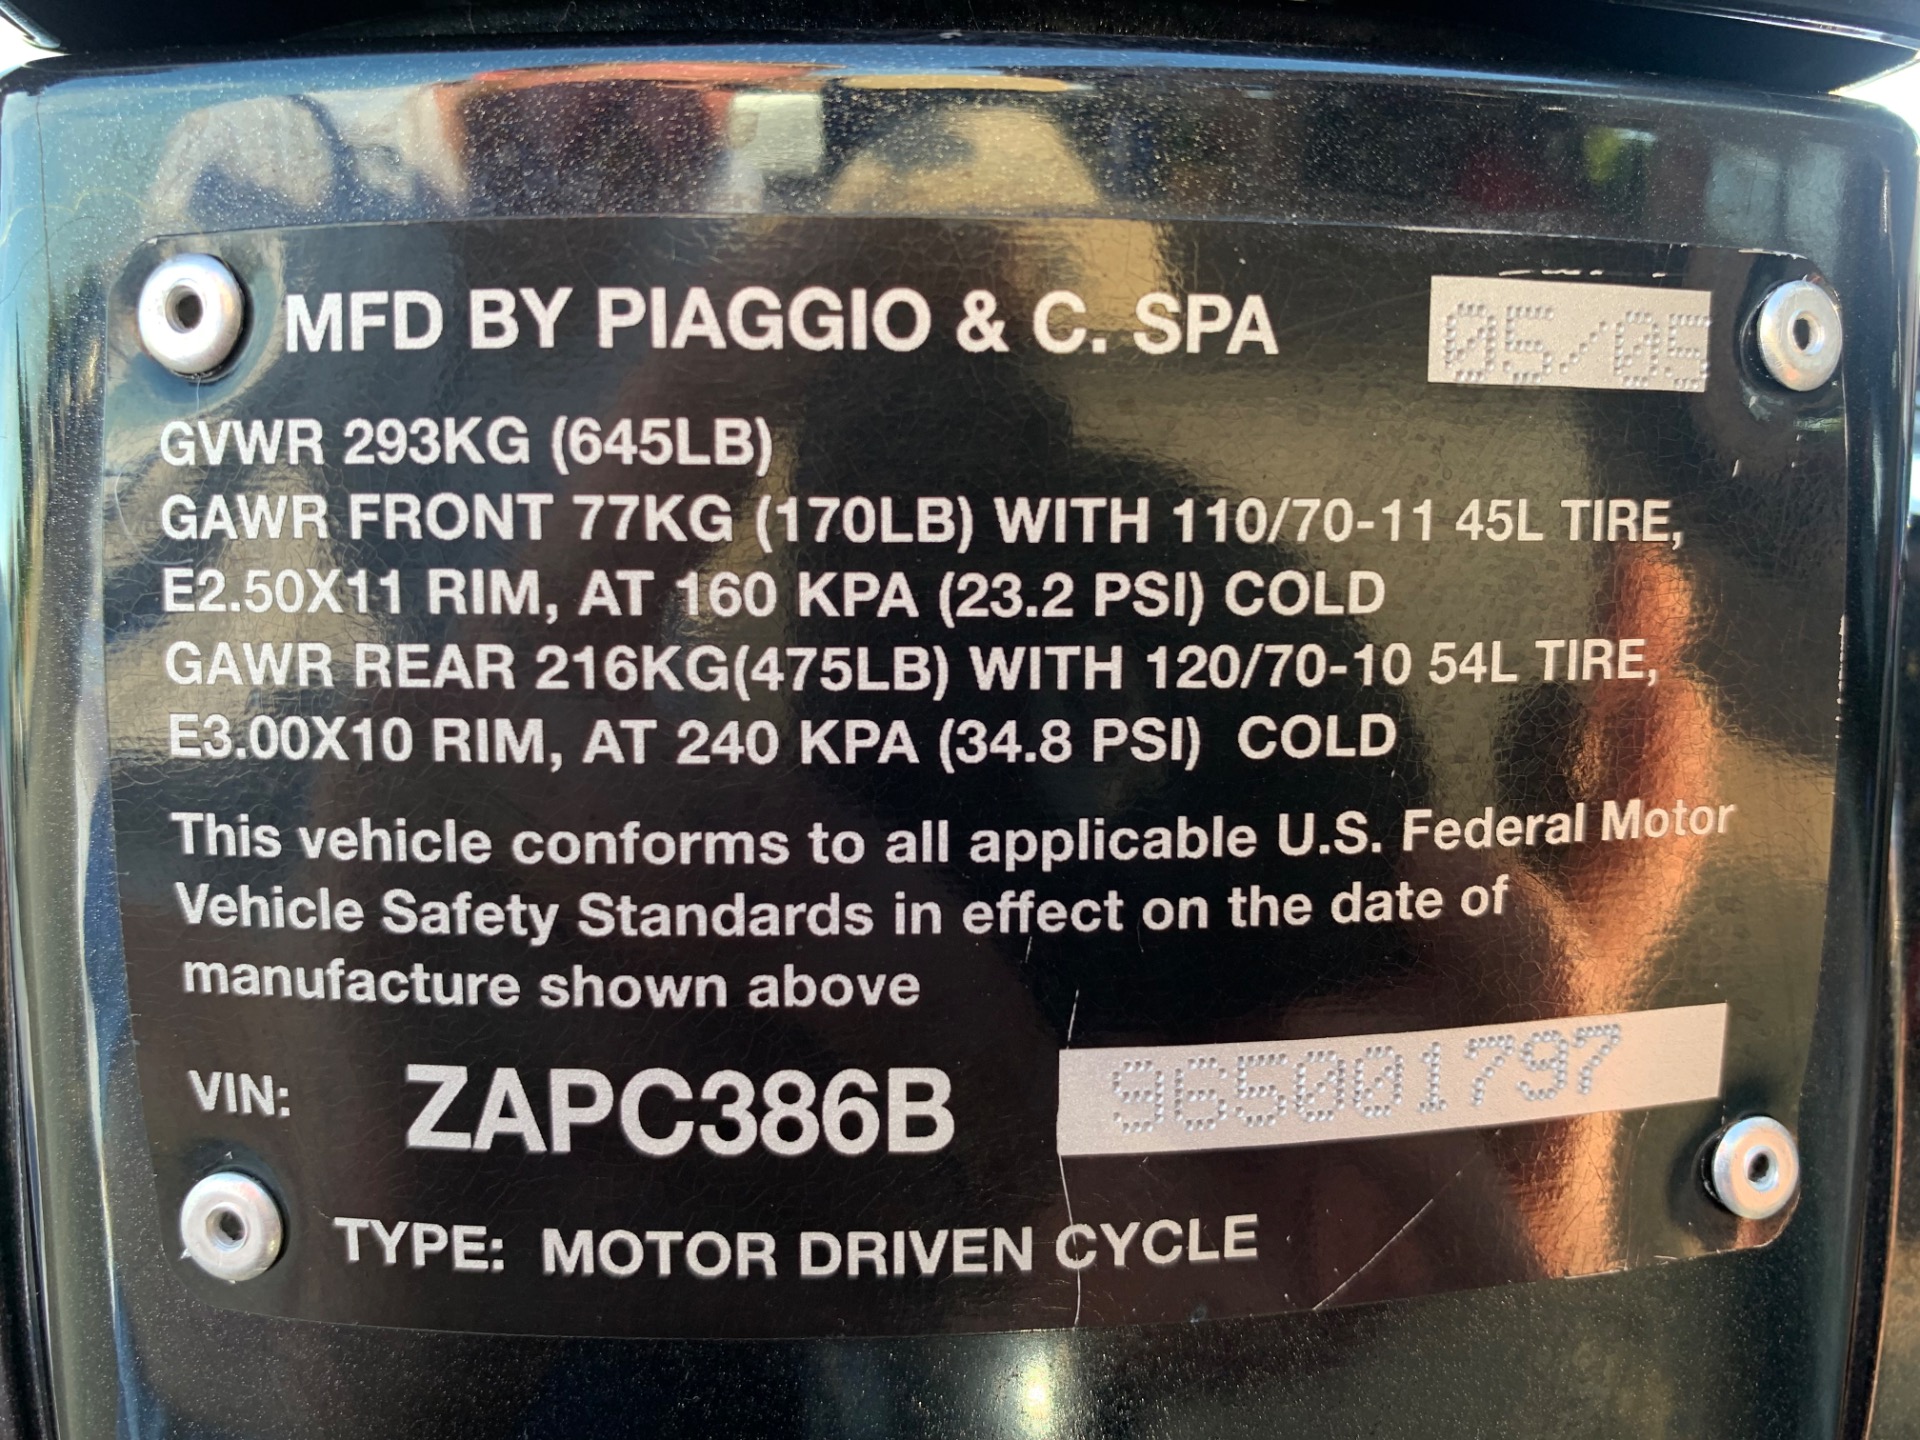 MFD BY PIAGGIO & C. SPA 05/05
GVWR 293KG (645LB)
GAWR FRONT 77KG (170LB) WITH 110/70-11 45L TIRE,
E2.50X11 RIM, AT 160 KPA (23.2 PSI) COLD
GAWR REAR 216KG(475LB) WITH 120/70-10 54L TIRE,
E3.00X10 RIM, AT 240 KPA (34.8 PSI) COLD
This vehicle conforms to all applicable U.S. Federal Motor
Vehicle Safety Standards in effect on the date of
manufacture shown above
VIN: ZAPC386B 965001797
TYPE: MOTOR DRIVEN CYCLE